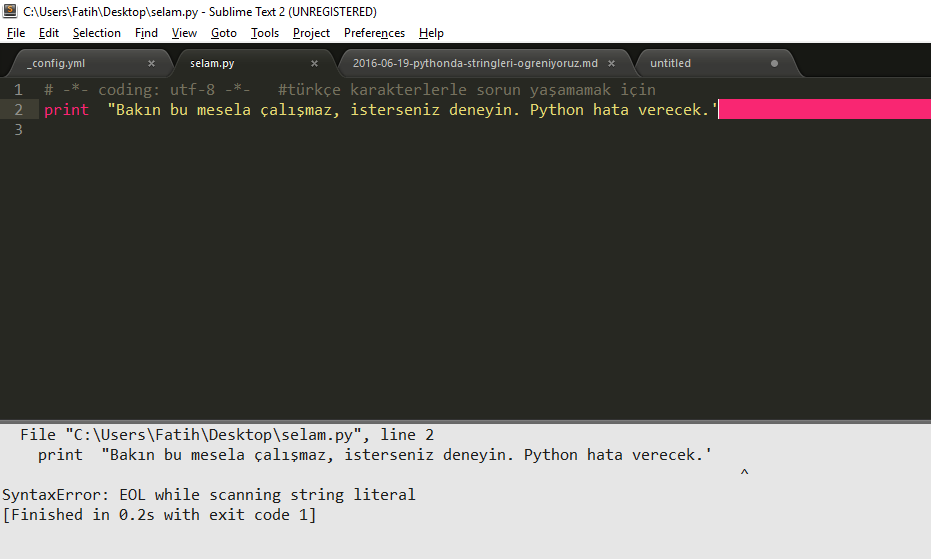 C:\Users\Fatih\Desktop\selam.py - Sublime Text 2 (UNREGISTERED)
File Edit Selection Find View Goto Tools Project Preferences Help
_config.yml × selam.py × 2016-06-19-pythonda-stringleri-ogreniyoruz.md × untitled
1 # -*- coding: utf-8 -*- #türkçe karakterlerle sorun yaşamamak için
2 print "Bakın bu mesela çalışmaz, isterseniz deneyin. Python hata verecek.'
3
File "C:\Users\Fatih\Desktop\selam.py", line 2
print "Bakın bu mesela çalışmaz, isterseniz deneyin. Python hata verecek.'
^
SyntaxError: EOL while scanning string literal
[Finished in 0.2s with exit code 1]